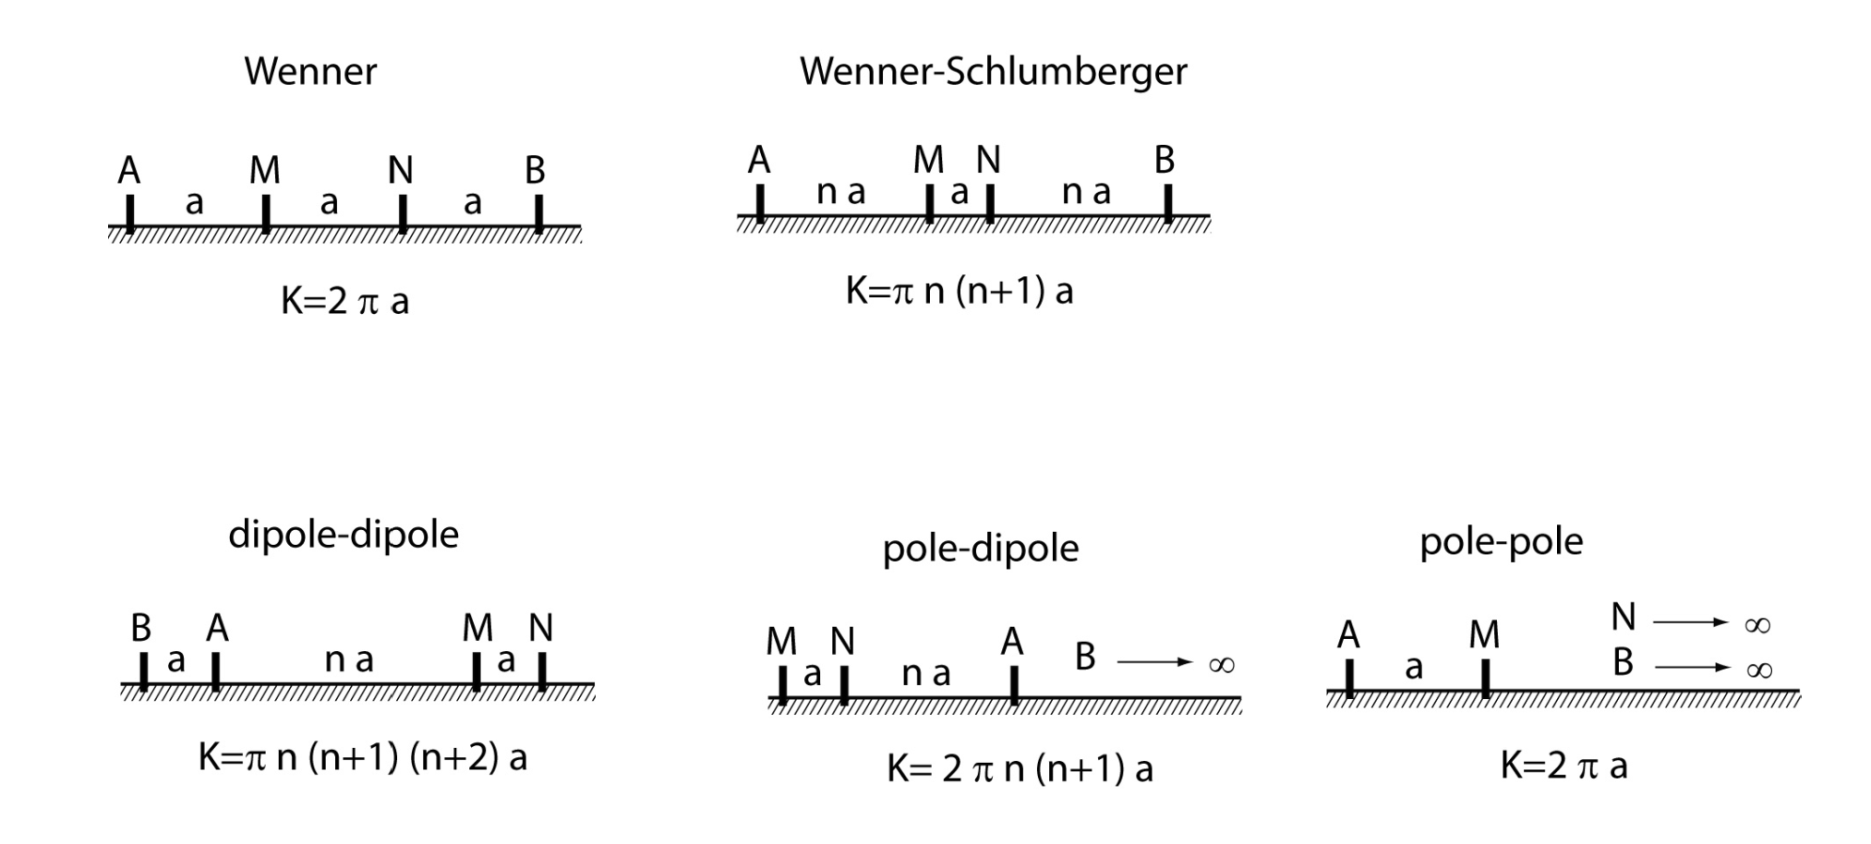 Wenner
A M N B
a a a
K=2 π a
Wenner-Schlumberger
A M N B
n a a n a
K=π n (n+1) a
dipole-dipole
B A M N
a n a a
K=π n (n+1) (n+2) a
pole-dipole
M N A B ⟶ ∞
a n a
K= 2 π n (n+1) a
pole-pole
A M N ⟶ ∞
a B ⟶ ∞
K=2 π a